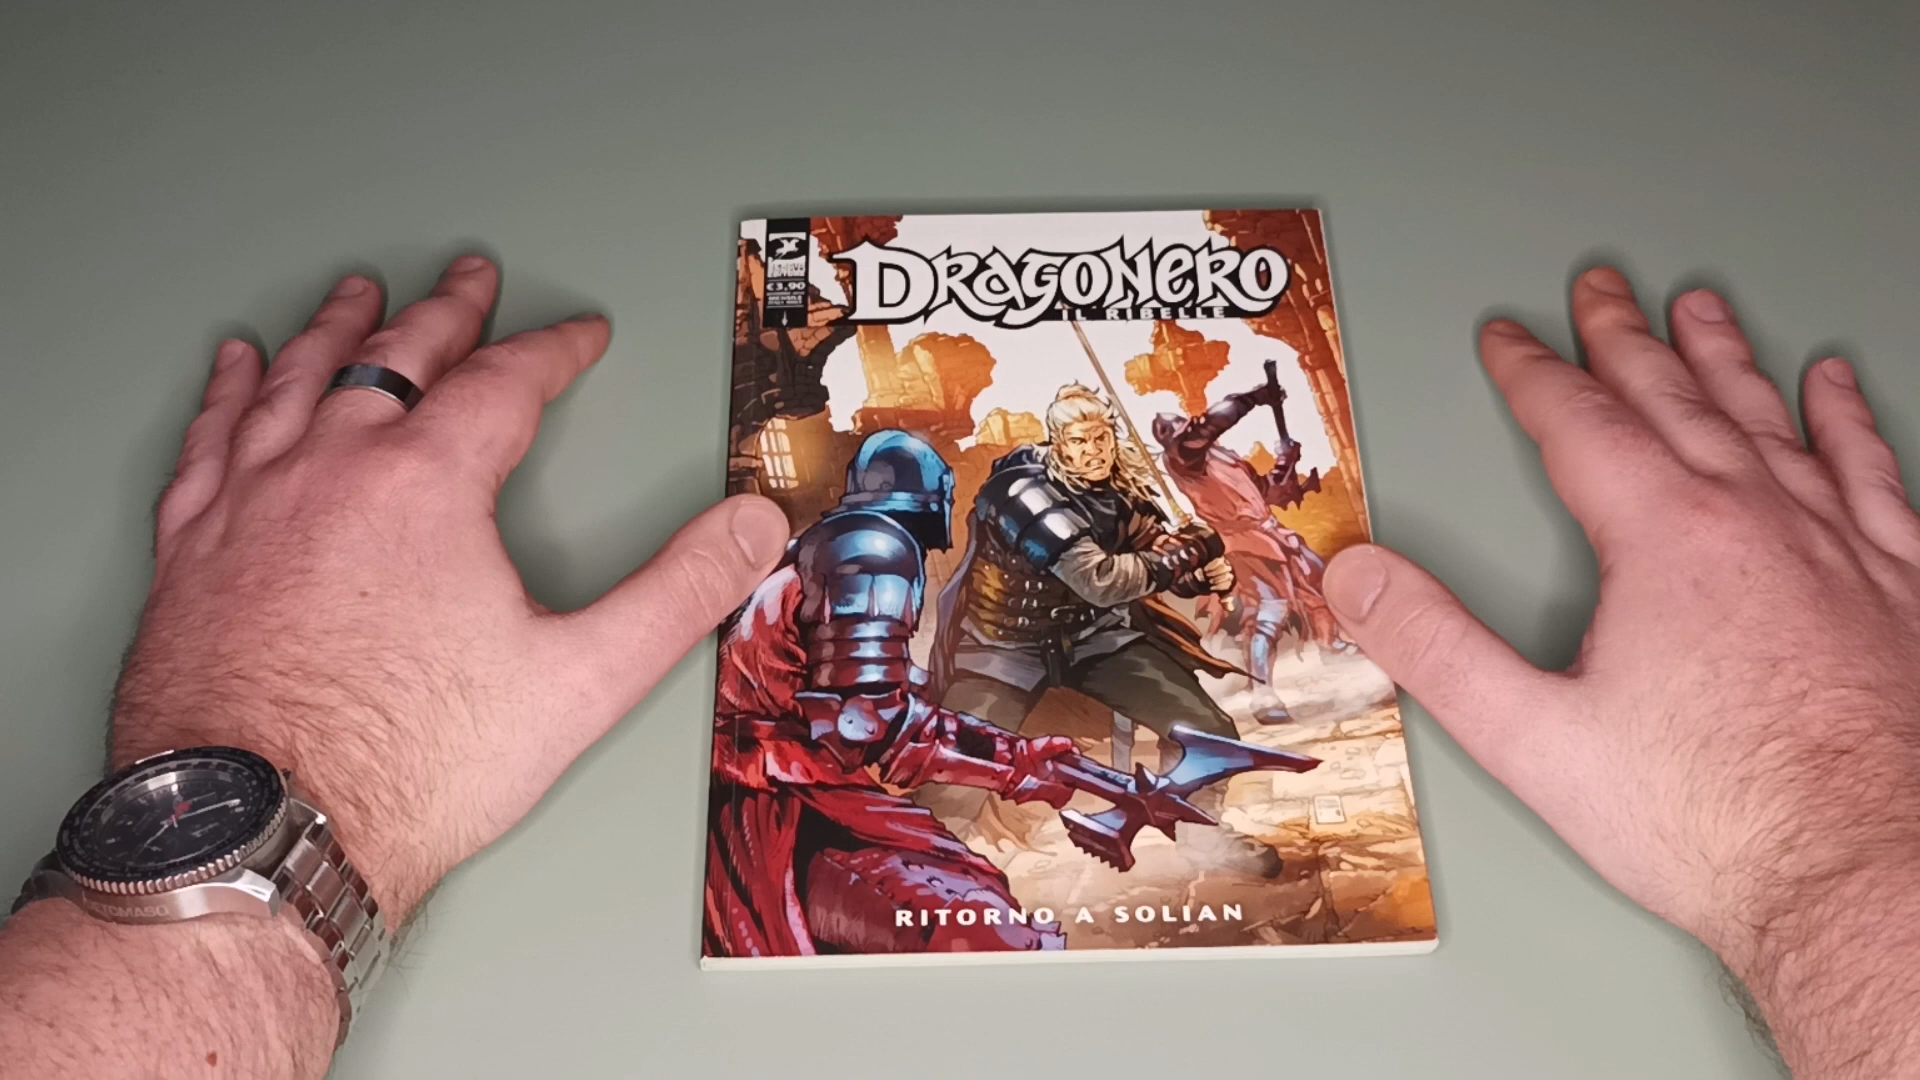 €3,90
MENSILE
DRAGONERO
IL RIBELLE
RITORNO A SOLIAN